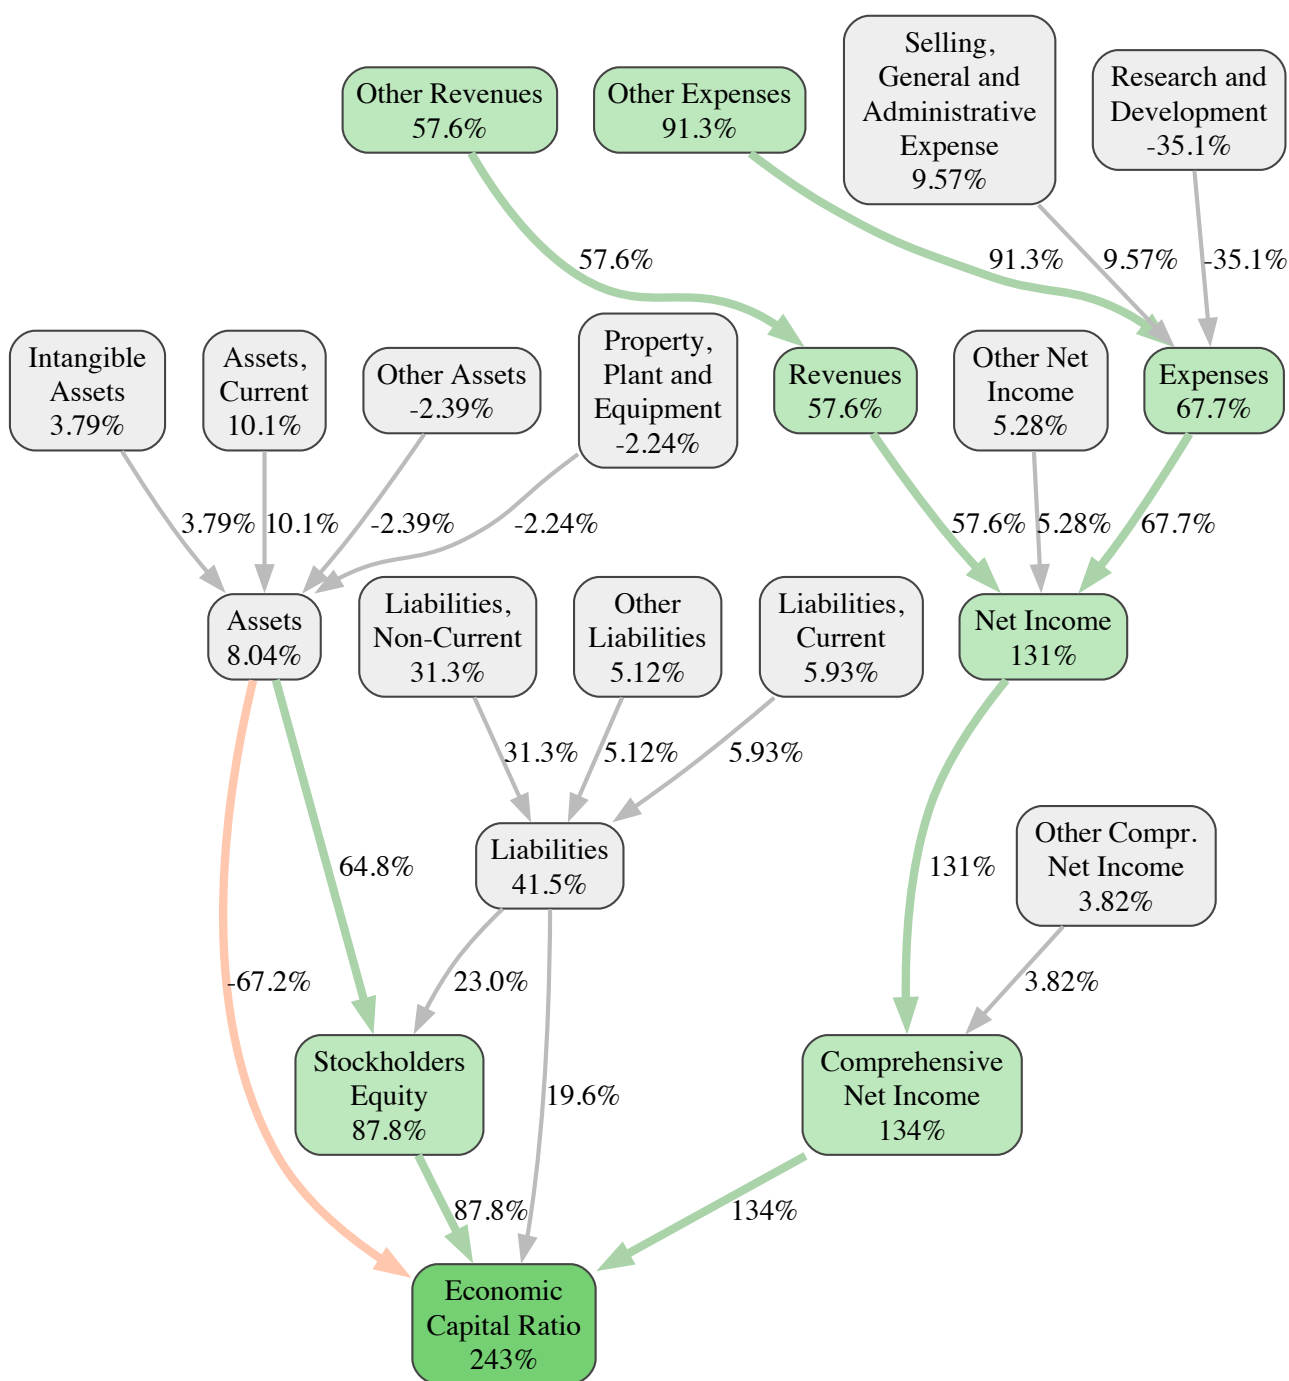 Selling,
General and
Administrative
Expense
9.57%
Other Revenues
57.6%
Other Expenses
91.3%
Research and
Development
-35.1%
57.6%
91.3%
9.57%
-35.1%
Intangible
Assets
3.79%
Assets,
Current
10.1%
Other Assets
-2.39%
Property,
Plant and
Equipment
-2.24%
Revenues
57.6%
Other Net
Income
5.28%
Expenses
67.7%
3.79%
10.1%
-2.39%
-2.24%
57.6%
5.28%
67.7%
Assets
8.04%
Liabilities,
Non-Current
31.3%
Other
Liabilities
5.12%
Liabilities,
Current
5.93%
Net Income
131%
31.3%
5.12%
5.93%
64.8%
Liabilities
41.5%
131%
Other Compr.
Net Income
3.82%
-67.2%
23.0%
3.82%
Stockholders
Equity
87.8%
19.6%
Comprehensive
Net Income
134%
87.8%
134%
Economic
Capital Ratio
243%